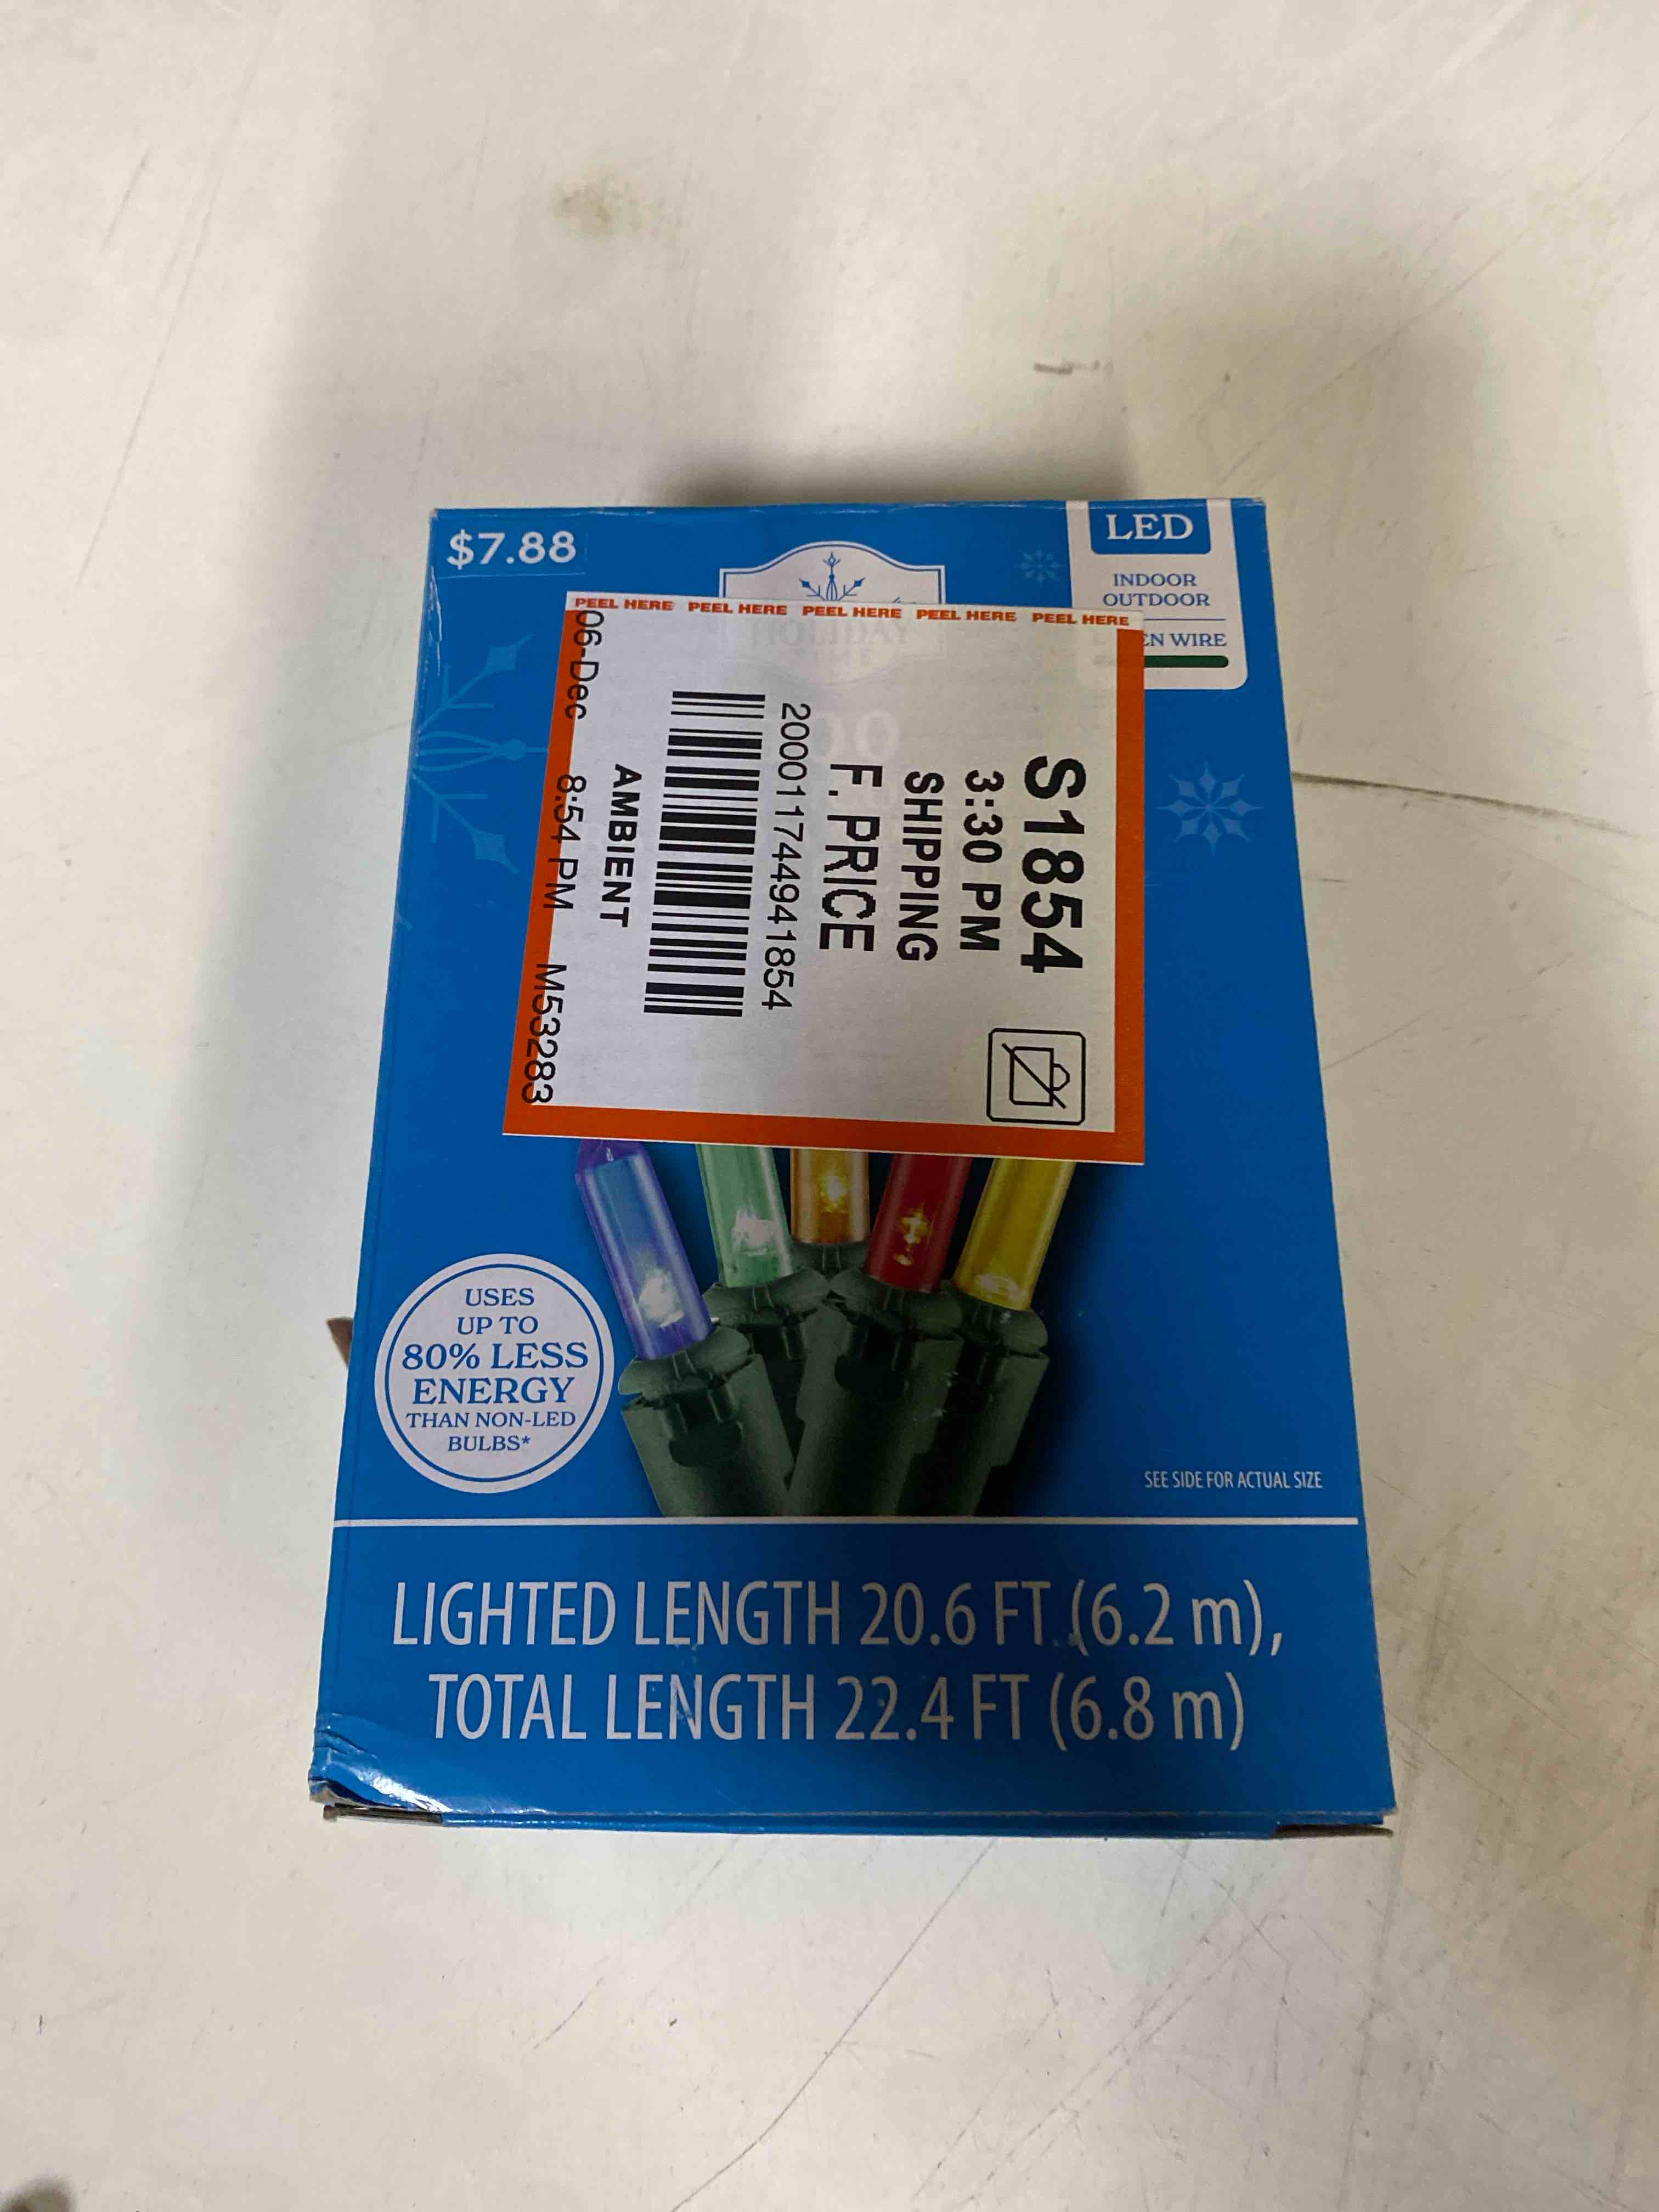 $7.88
LED
INDOOR
OUTDOOR
WIRE
PEEL HERE PEEL HERE PEEL HERE PEEL HERE PEEL HERE
HOLIDAY
S1854
3:30 PM
SHIPPING
F. PRICE
200011744941854
AMBIENT
06-Dec 8:54 PM M53283
USES
UP TO
80% LESS
ENERGY
THAN NON-LED
BULBS*
SEE SIDE FOR ACTUAL SIZE
LIGHTED LENGTH 20.6 FT (6.2 m),
TOTAL LENGTH 22.4 FT (6.8 m)